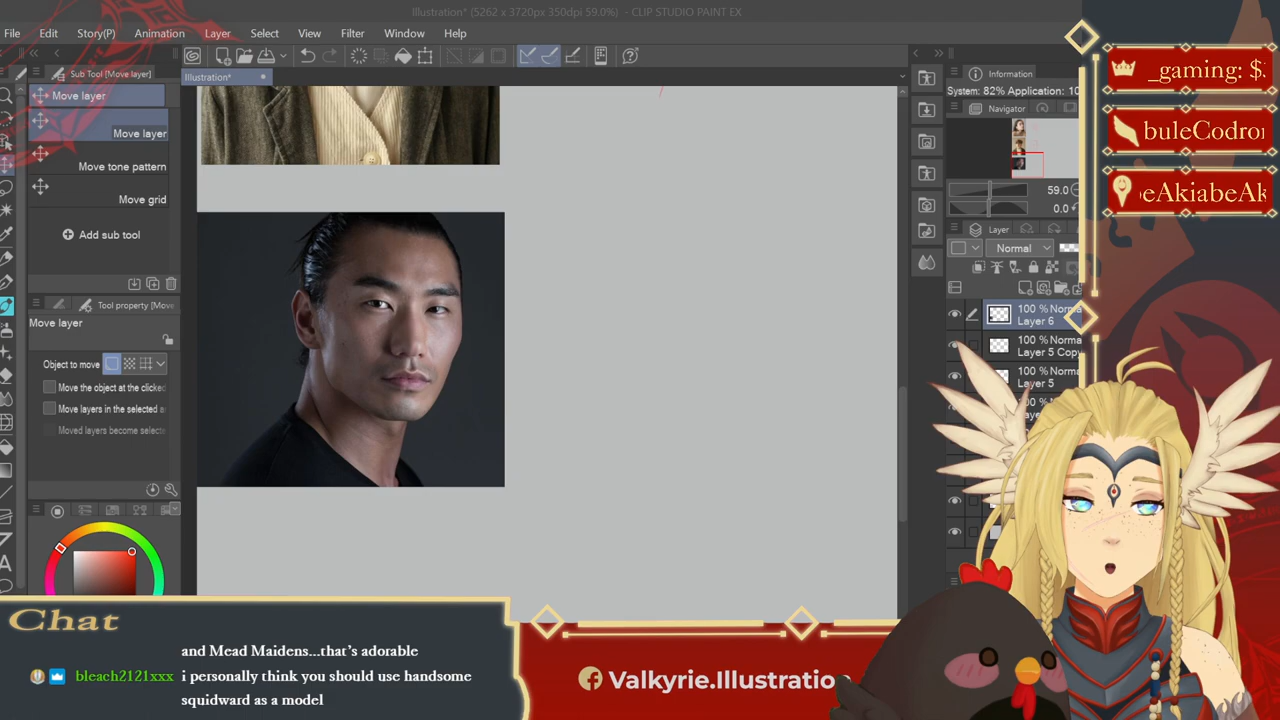 Illustration* (5262 x 3720px 350dpi 59.0%) - CLIP STUDIO PAINT EX
File Edit Story(P) Animation Layer Select View Filter Window Help
Sub Tool [Move layer]
Illustration*
Move layer
Move layer
Move tone pattern
Move grid
Add sub tool
Tool property [Move
Move layer
Object to move
Move the object at the clicked
Move layers in the selected
Moved layers become selecte
Information
System: 82% Application: 10
Navigator
59.0
0.0
Layer
Normal
100 % Norma
Layer 6
100 % Norma
Layer 5 Copy
100 % Norma
Layer 5
_gaming: $
buleCodro
eAkiabeAk
Chat
and Mead Maidens...that's adorable
bleach2121xxx i personally think you should use handsome
squidward as a model
Valkyrie.Illustratio